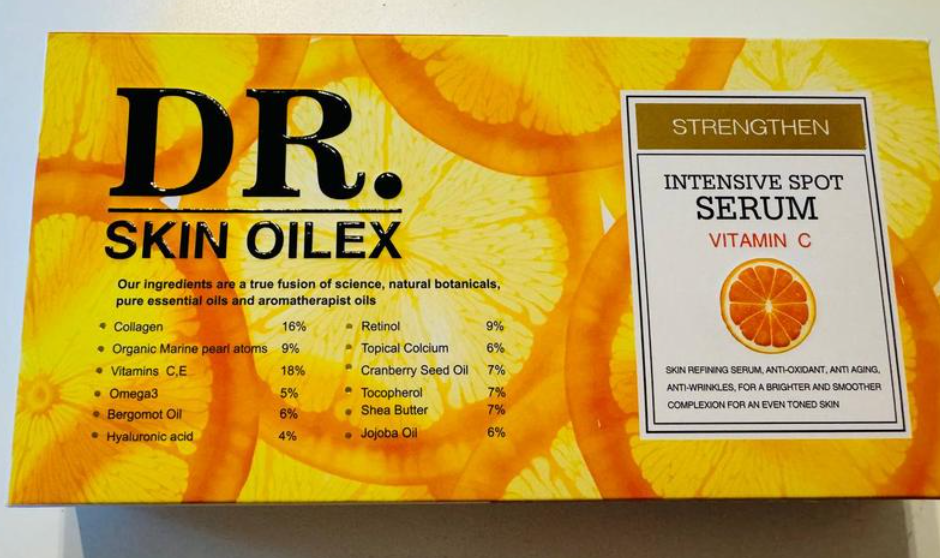 DR.
SKIN OILEX
Our ingredients are a true fusion of science, natural botanicals,
pure essential oils and aromatherapist oils
Collagen 16%
Organic Marine pearl atoms 9%
Vitamins C,E 18%
Omega3 5%
Bergomot Oil 6%
Hyaluronic acid 4%
Retinol 9%
Topical Colcium 6%
Cranberry Seed Oil 7%
Tocopherol 7%
Shea Butter 7%
Jojoba Oil 6%
STRENGTHEN
INTENSIVE SPOT
SERUM
VITAMIN C
SKIN REFINING SERUM, ANTI-OXIDANT, ANTI AGING,
ANTI-WRINKLES, FOR A BRIGHTER AND SMOOTHER
COMPLEXION FOR AN EVEN TONED SKIN